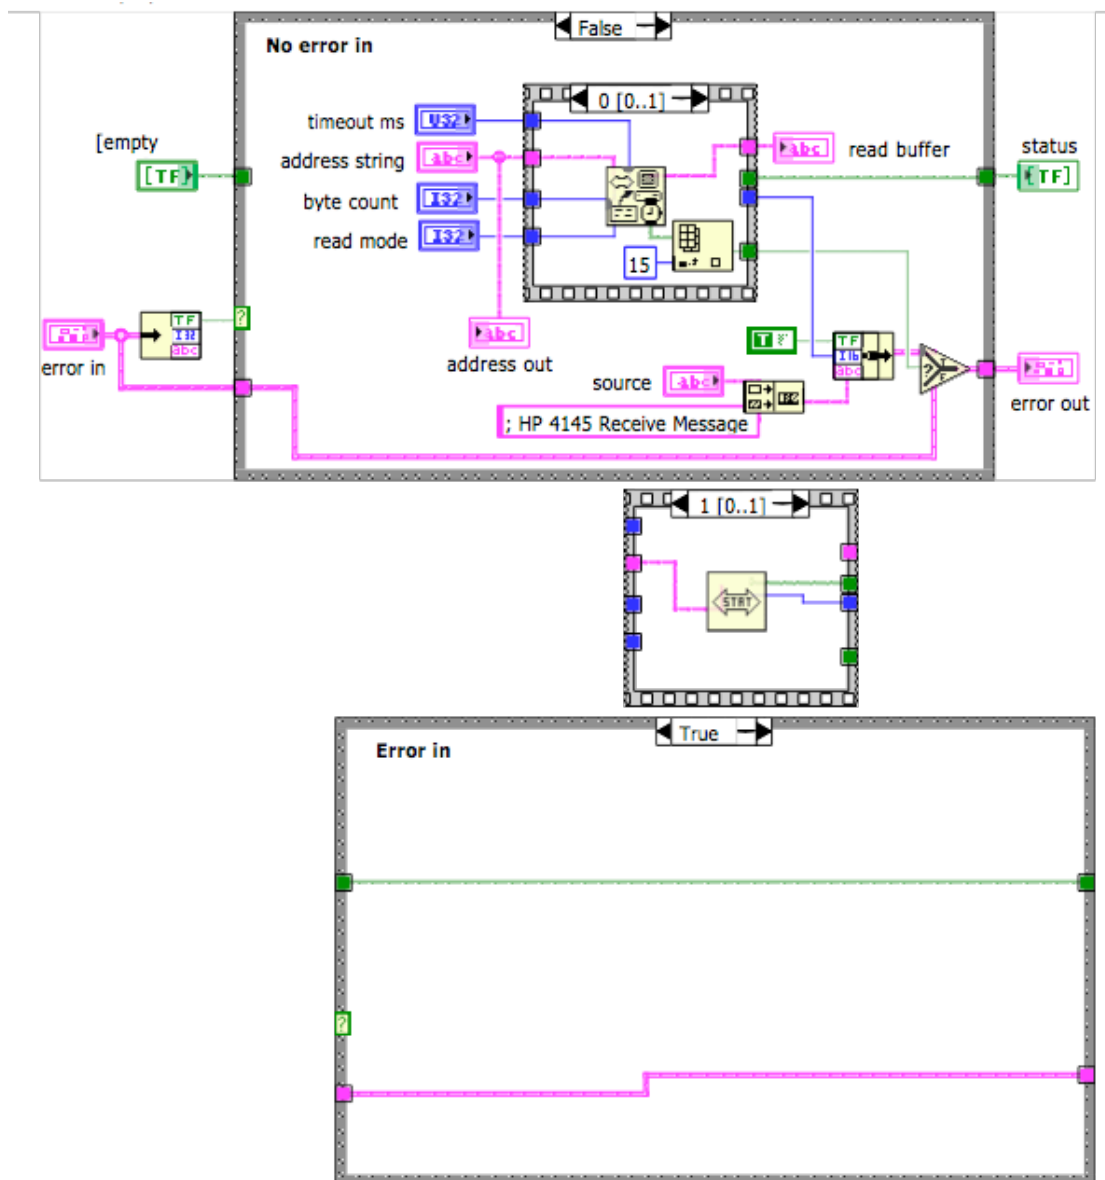 False
No error in
0 [0..1]
timeout ms
U32
[empty
[TF]
address string
abc
abc
read buffer
status
[TF]
byte count
I32
read mode
I32
15
TF
I32
abc
?
error in
abc
address out
T
TF
I16
abc
?
T
F
source
abc
; HP 4145 Receive Message
error out
1 [0..1]
STAT
True
Error in
?